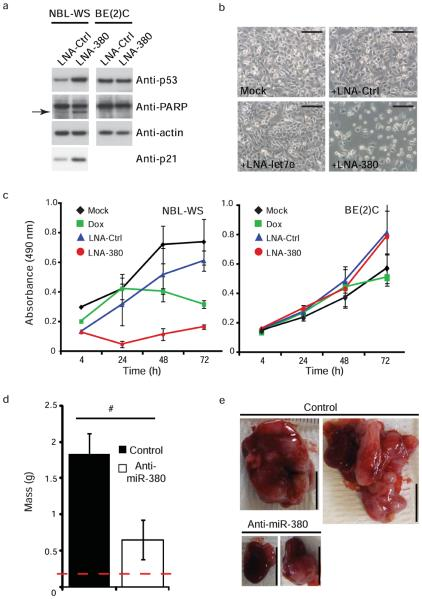 a
NBL-WS BE(2)C
LNA-Ctrl LNA-380 LNA-Ctrl LNA-380
Anti-p53
Anti-PARP
Anti-actin
Anti-p21
b
Mock
+LNA-Ctrl
+LNA-let7e
+LNA-380
c
NBL-WS
Mock
Dox
LNA-Ctrl
LNA-380
Absorbance (490 nm)
1.0
0.8
0.6
0.4
0.2
0
4 24 48 72
Time (h)
BE(2)C
Mock
Dox
LNA-Ctrl
LNA-380
1.0
0.8
0.6
0.4
0.2
0
4 24 48 72
Time (h)
d
#
Control
Anti-
miR-380
Mass (g)
2.5
2
1.5
1
0.5
0
e
Control
Anti-miR-380